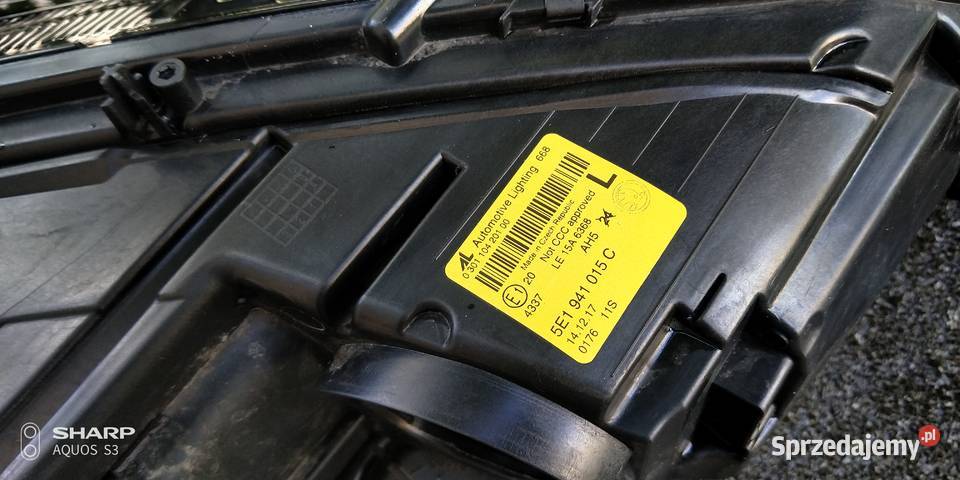 AL Automotive Lighting 668
0 301 104 201 00
Made in Czech Republic
Not CCC approved
L
LE 15A 6368
E1 20
AH5
4337
5E1 941 015 C
14.12.17
0176 11S
SHARP
AQUOS S3
Sprzedajemy.pl